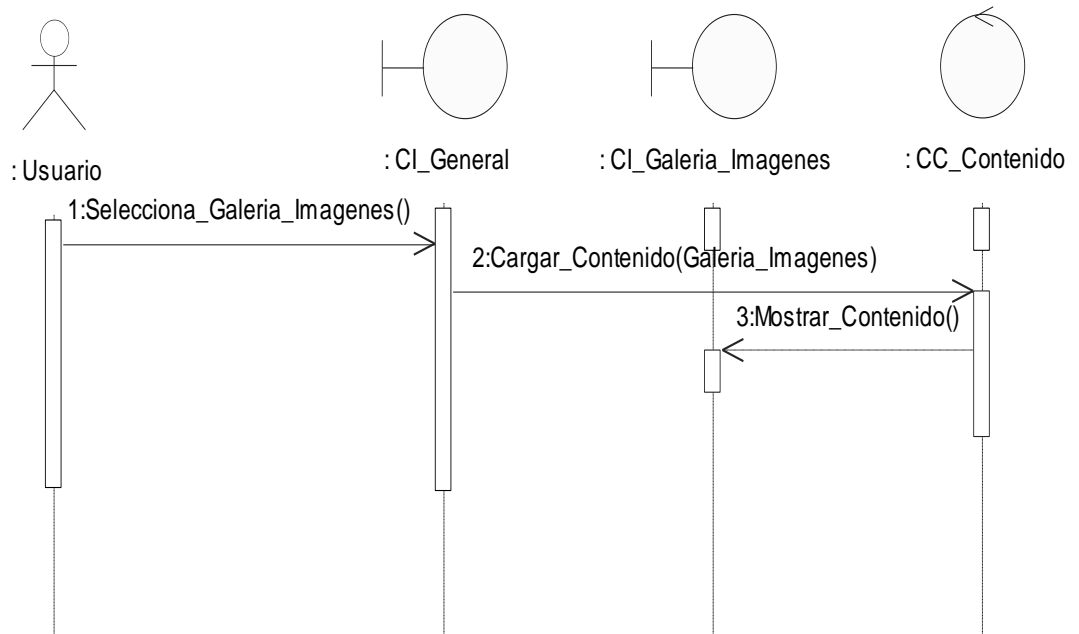 : Usuario
: CI_General
: CI_Galeria_Imagenes
: CC_Contenido
1:Selecciona_Galeria_Imagenes()
2:Cargar_Contenido(Galeria_Imagenes)
3:Mostrar_Contenido()